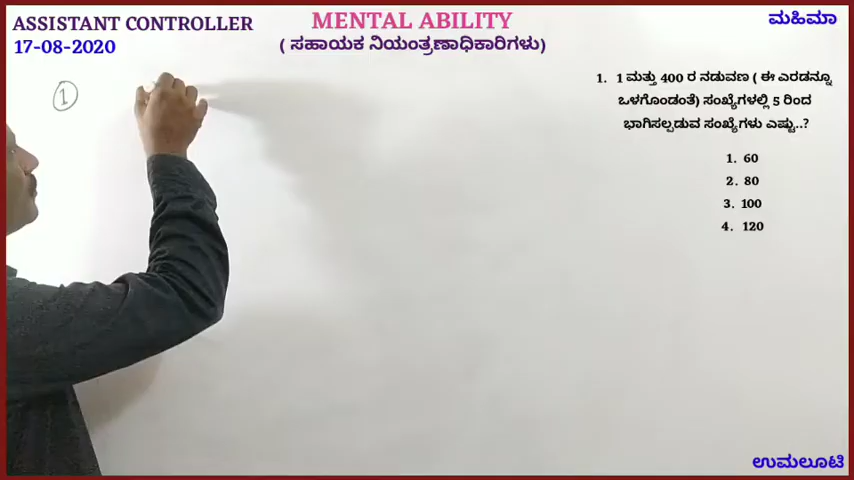 ASSISTANT CONTROLLER
17-08-2020
MENTAL ABILITY
( ಸಹಾಯಕ ನಿಯಂತ್ರಣಾಧಿಕಾರಿಗಳು)
ಮಹಿಮಾ
1
1. 1 ಮತ್ತು 400 ರ ನಡುವಣ ( ಈ ಎರಡನ್ನೂ
ಒಳಗೊಂಡಂತೆ) ಸಂಖ್ಯೆಗಳಲ್ಲಿ 5 ರಿಂದ
ಭಾಗಿಸಲ್ಪಡುವ ಸಂಖ್ಯೆಗಳು ಎಷ್ಟು..?
1. 60
2. 80
3. 100
4. 120
ಉಮಲೂಟಿ